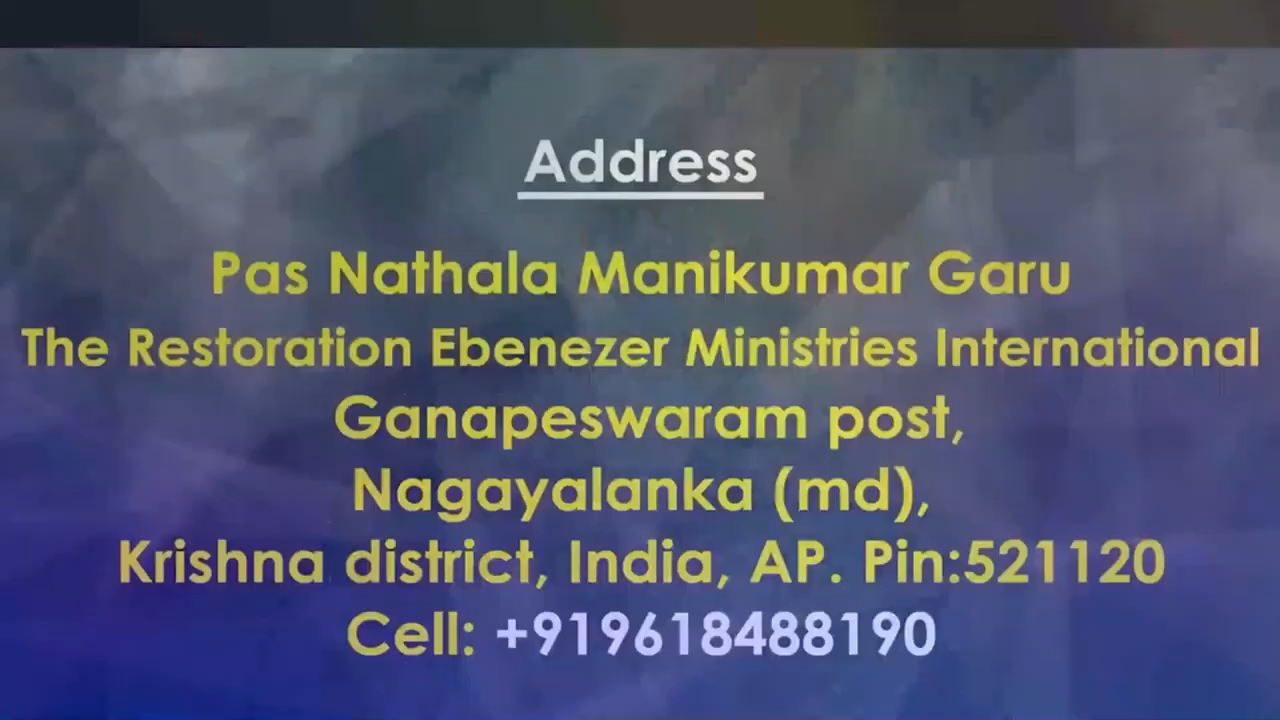 Address
Pas Nathala Manikumar Garu
The Restoration Ebenezer Ministries International
Ganapeswaram post,
Nagayalanka (md),
Krishna district, India, AP. Pin:521120
Cell: +919618488190